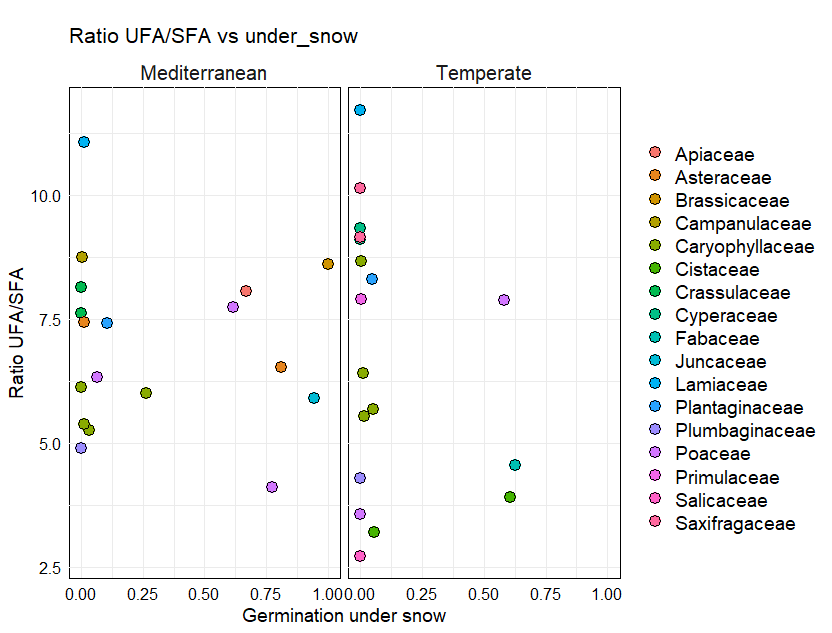 Ratio UFA/SFA vs under_snow
Mediterranean
Temperate
Ratio UFA/SFA
10.0
7.5
5.0
2.5
0.00 0.25 0.50 0.75 1.00
0.00 0.25 0.50 0.75 1.00
Germination under snow
Apiaceae
Asteraceae
Brassicaceae
Campanulaceae
Caryophyllaceae
Cistaceae
Crassulaceae
Cyperaceae
Fabaceae
Juncaceae
Lamiaceae
Plantaginaceae
Plumbaginaceae
Poaceae
Primulaceae
Salicaceae
Saxifragaceae